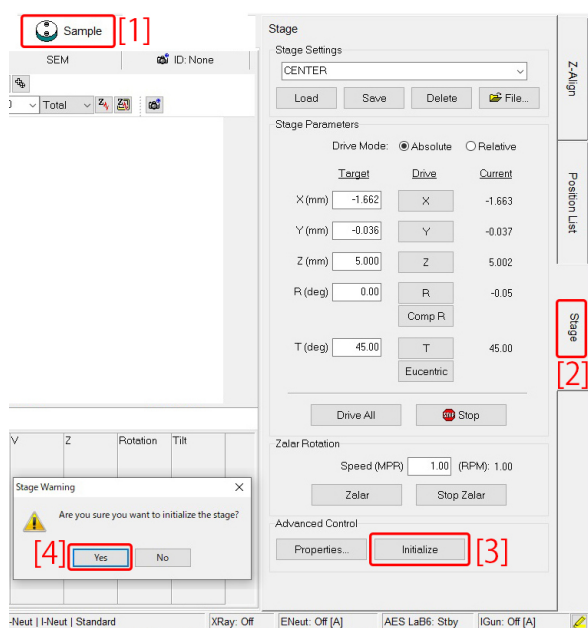 Sample [1]
SEM ID: None
Total
Stage
Stage Settings
CENTER
Load Save Delete File...
Stage Parameters
Drive Mode: Absolute Relative
Target Drive Current
X (mm) -1.662 X -1.663
Y (mm) -0.036 Y -0.037
Z (mm) 5.000 Z 5.002
R (deg) 0.00 R -0.05
Comp R
T (deg) 45.00 T 45.00
Eucentric
Drive All STOP Stop
Zalar Rotation
Speed (MPR) 1.00 (RPM): 1.00
Zalar Stop Zalar
Advanced Control
Properties... Initialize [3]
Z-Align
Position List
Stage
[2]
V Z Rotation Tilt
Stage Warning
Are you sure you want to initialize the stage?
[4] Yes No
-Neut | I-Neut | Standard XRay: Off ENeut: Off [A] AES LaB6: Stby IGun: Off [A]